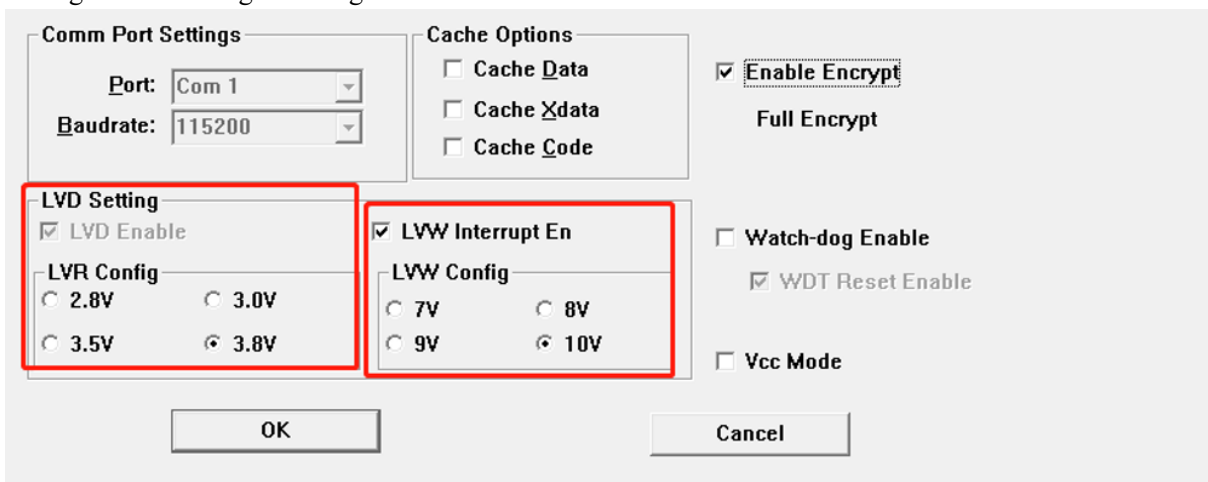 Comm Port Settings
Port: Com 1
Baudrate: 115200
Cache Options
Cache Data
Cache Xdata
Cache Code
Enable Encrypt
Full Encrypt
LVD Setting
LVD Enable
LVR Config
2.8V 3.0V
3.5V 3.8V
LVW Interrupt En
LVW Config
7V 8V
9V 10V
Watch-dog Enable
WDT Reset Enable
Vcc Mode
OK
Cancel